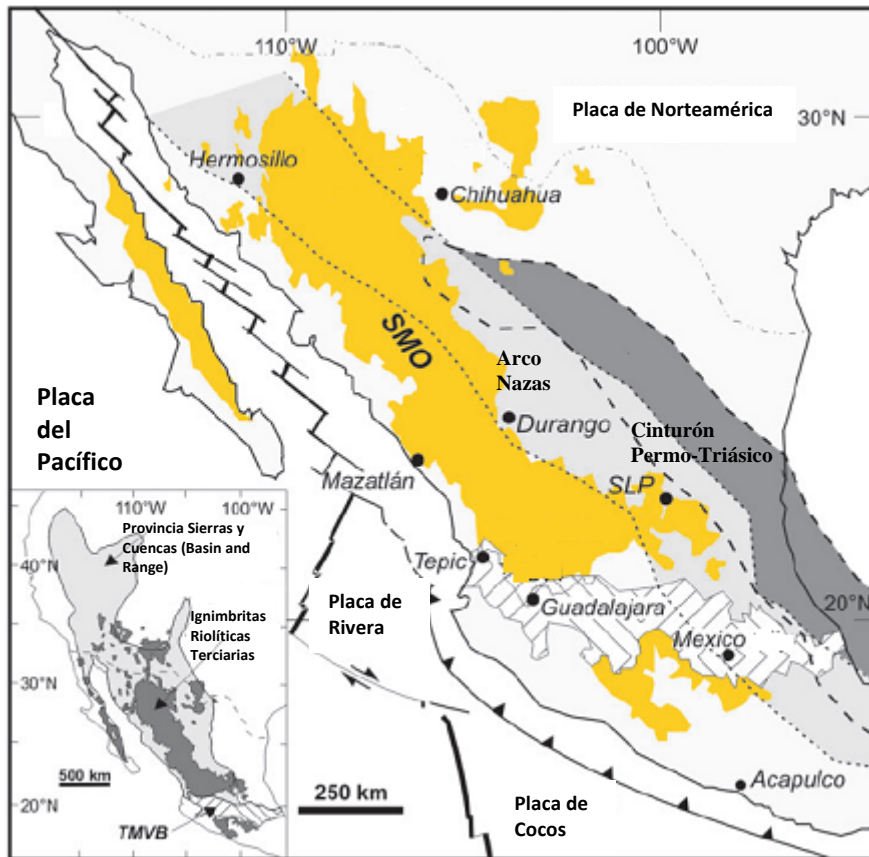 110°W
100°W
Placa de Norteamérica
30°N
Hermosillo
Chihuahua
SMO
Arco
Nazas
Placa
del
Pacífico
Durango
Cinturón
Permo-Triásico
Mazatlán
SLP
110°W
100°W
Provincia Sierras y
Cuencas (Basin and
Range)
40°N
Tepic
Placa de
Rivera
Guadalajara
20°N
Mexico
Ignimbritas
Riolíticas
Terciarias
30°N
500 km
20°N
TMVB
250 km
Acapulco
Placa de
Cocos